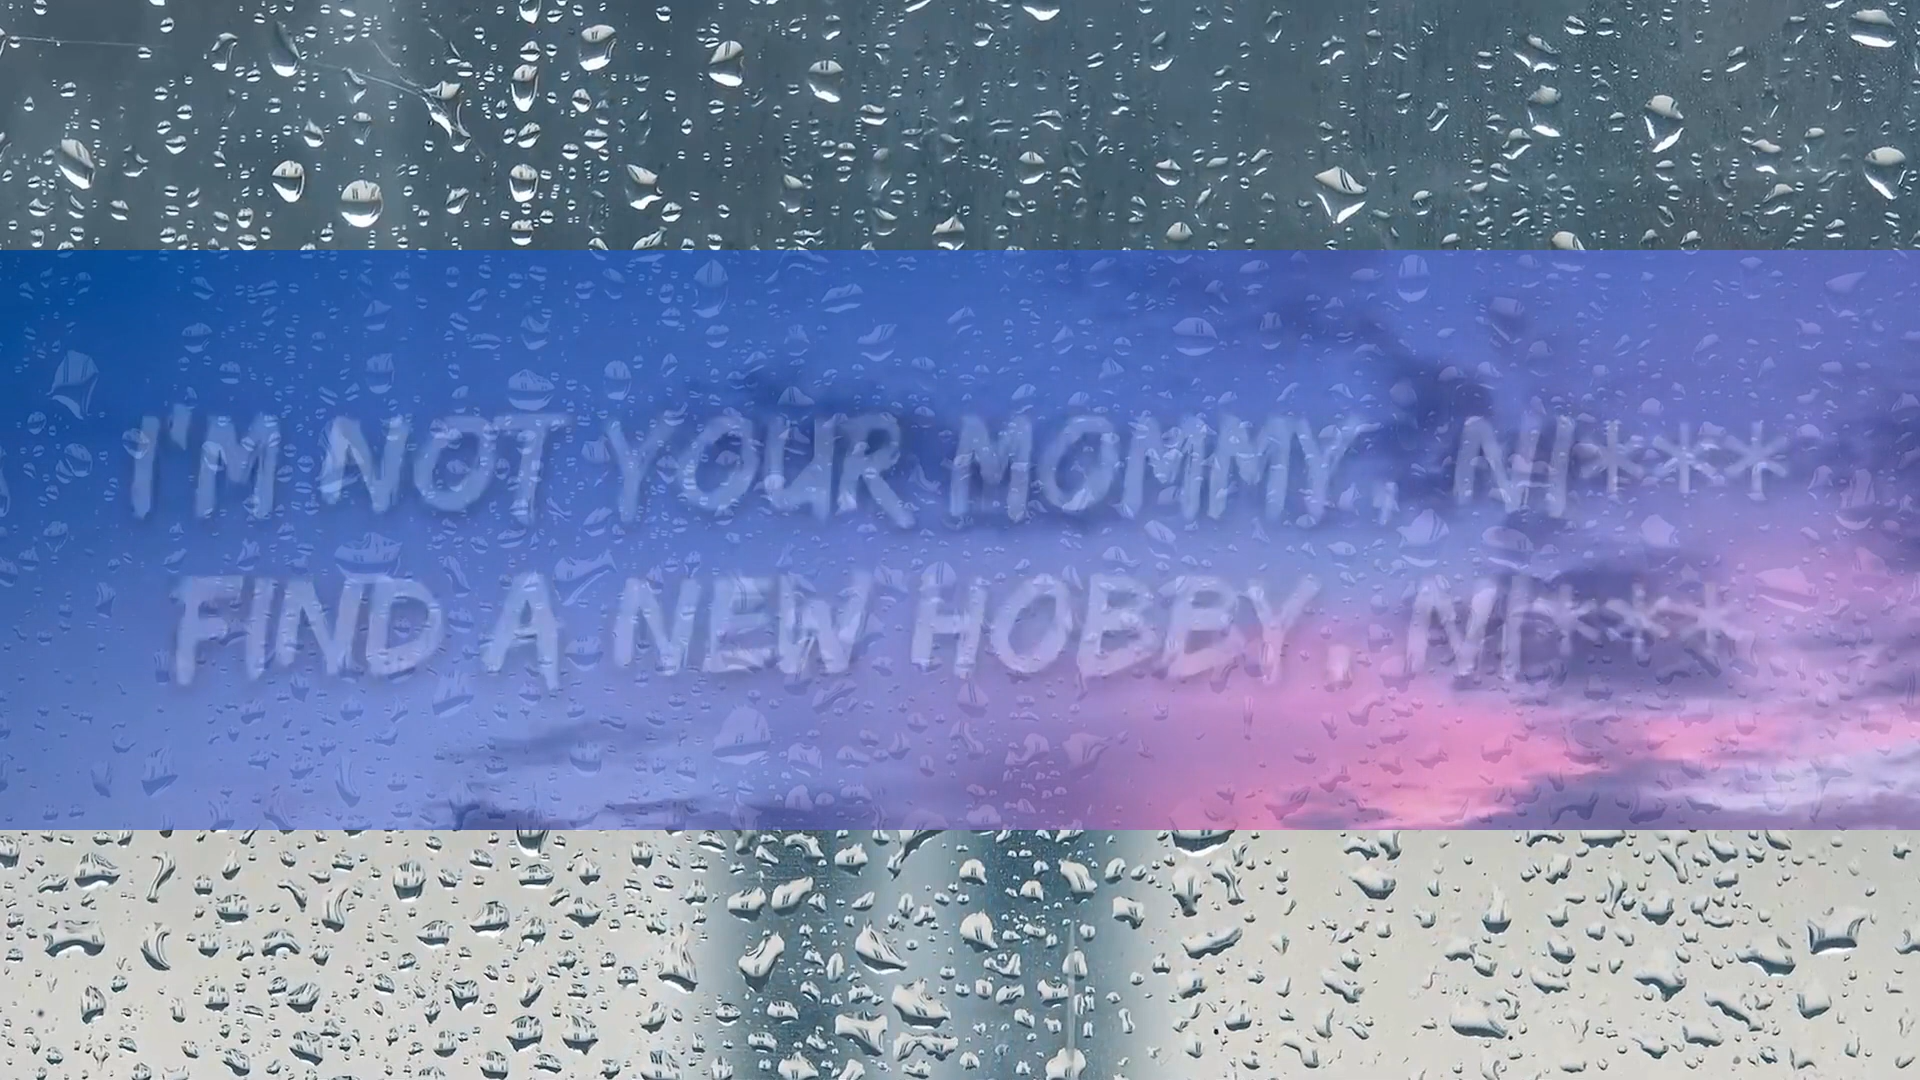 I'M NOT YOUR MOMMY, NI***
FIND A NEW HOBBY, NI***